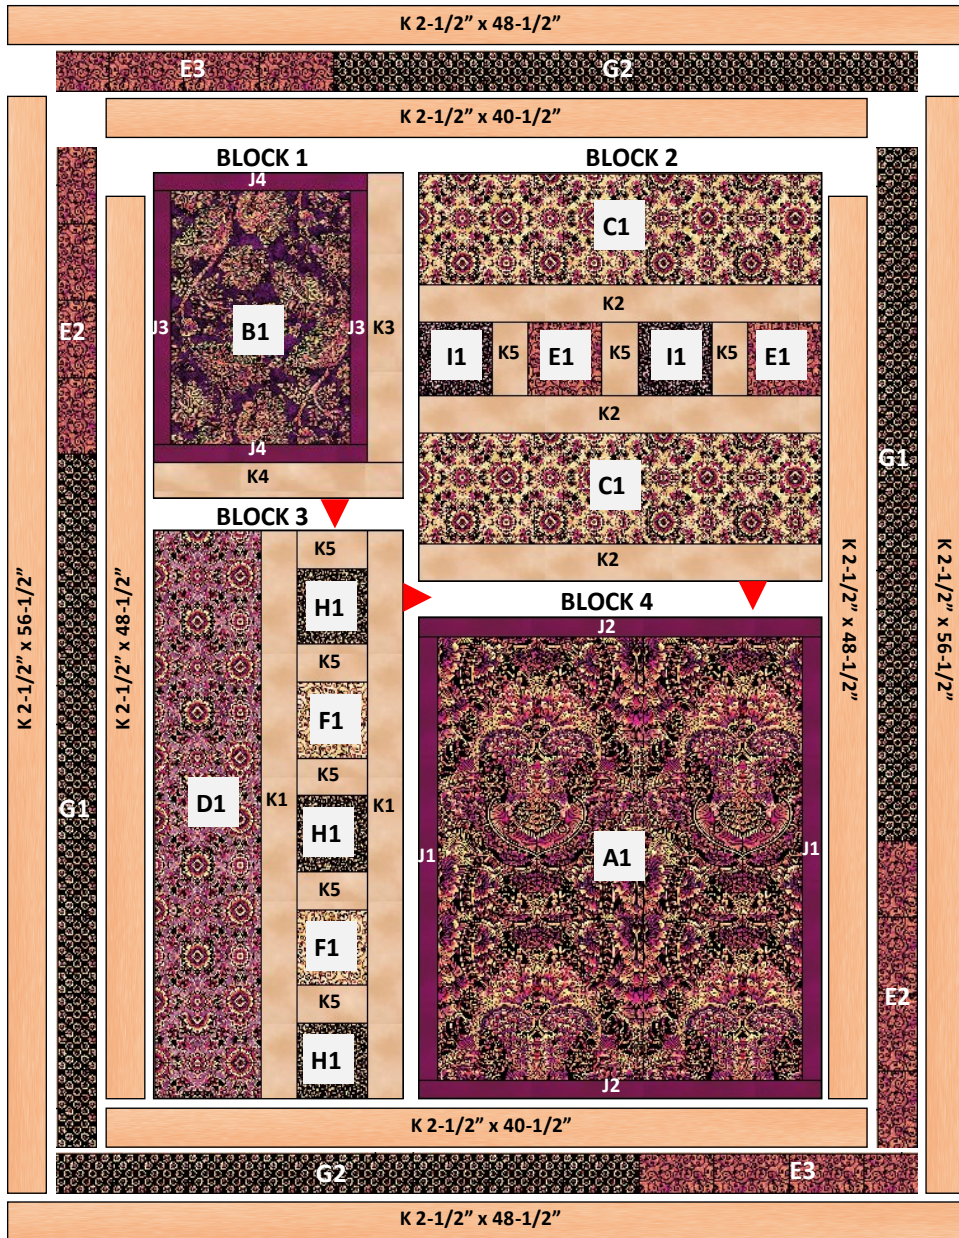 K 2-1/2” x 48-1/2”
E3
G2
K 2-1/2” x 40-1/2”
BLOCK 1
J4
J3
B1
J3
K3
J4
K4
BLOCK 2
C1
K2
I1
K5
E1
K5
I1
K5
E1
K2
C1
K2
E2
G1
K 2-1/2” x 56-1/2”
K 2-1/2” x 48-1/2”
BLOCK 3
D1
K1
K5
H1
K5
F1
K5
H1
K5
F1
K5
H1
K1
BLOCK 4
J2
J1
A1
J1
J2
K 2-1/2” x 48-1/2”
G1
E2
K 2-1/2” x 56-1/2”
K 2-1/2” x 40-1/2”
G2
E3
K 2-1/2” x 48-1/2”